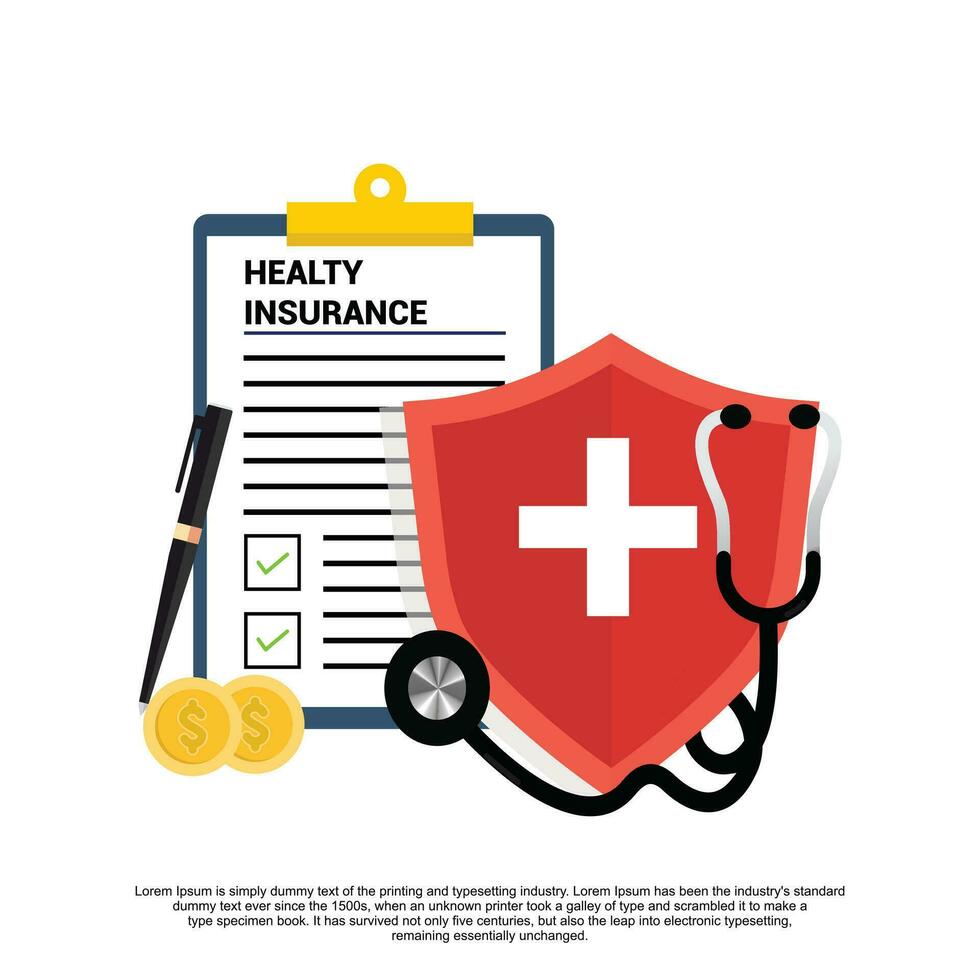 HEALTY
INSURANCE
$ $
Lorem Ipsum is simply dummy text of the printing and typesetting industry. Lorem Ipsum has been the industry's standard
dummy text ever since the 1500s, when an unknown printer took a galley of type and scrambled it to make a
type specimen book. It has survived not only five centuries, but also the leap into electronic typesetting,
remaining essentially unchanged.